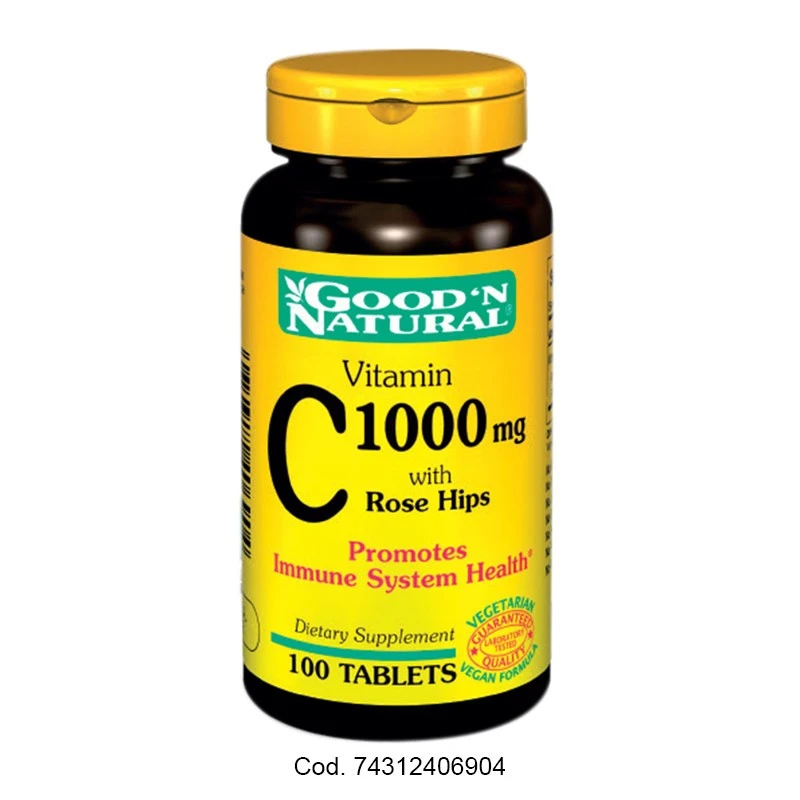 GOOD'N
NATURAL®
Vitamin
C 1000 mg
with
Rose Hips
Promotes
Immune System Health*
Dietary Supplement
100 TABLETS
VEGETARIAN
GUARANTEED
LABORATORY
TESTED
QUALITY
VEGAN FORMULA
Cod. 74312406904